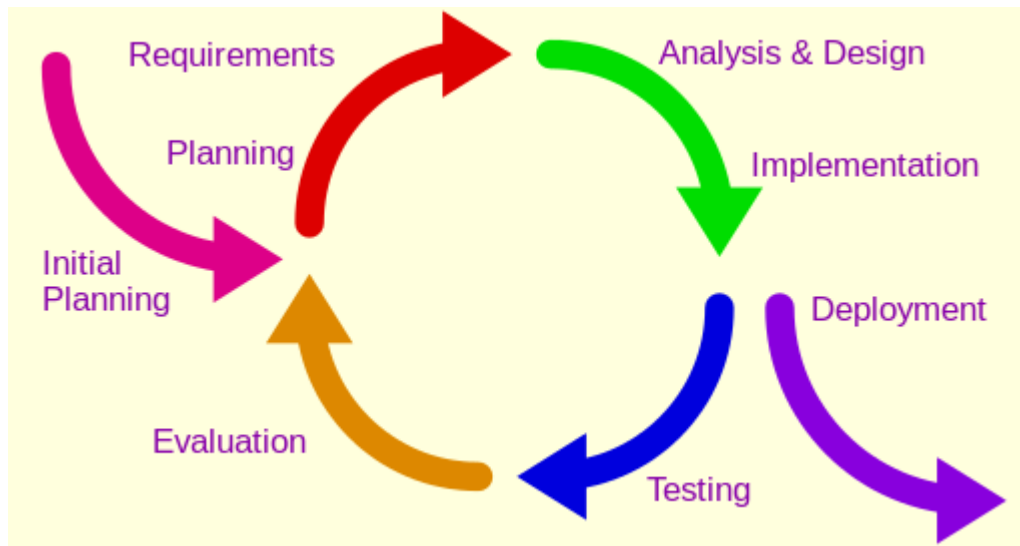 Requirements
Analysis & Design
Planning
Implementation
Initial
Planning
Deployment
Evaluation
Testing